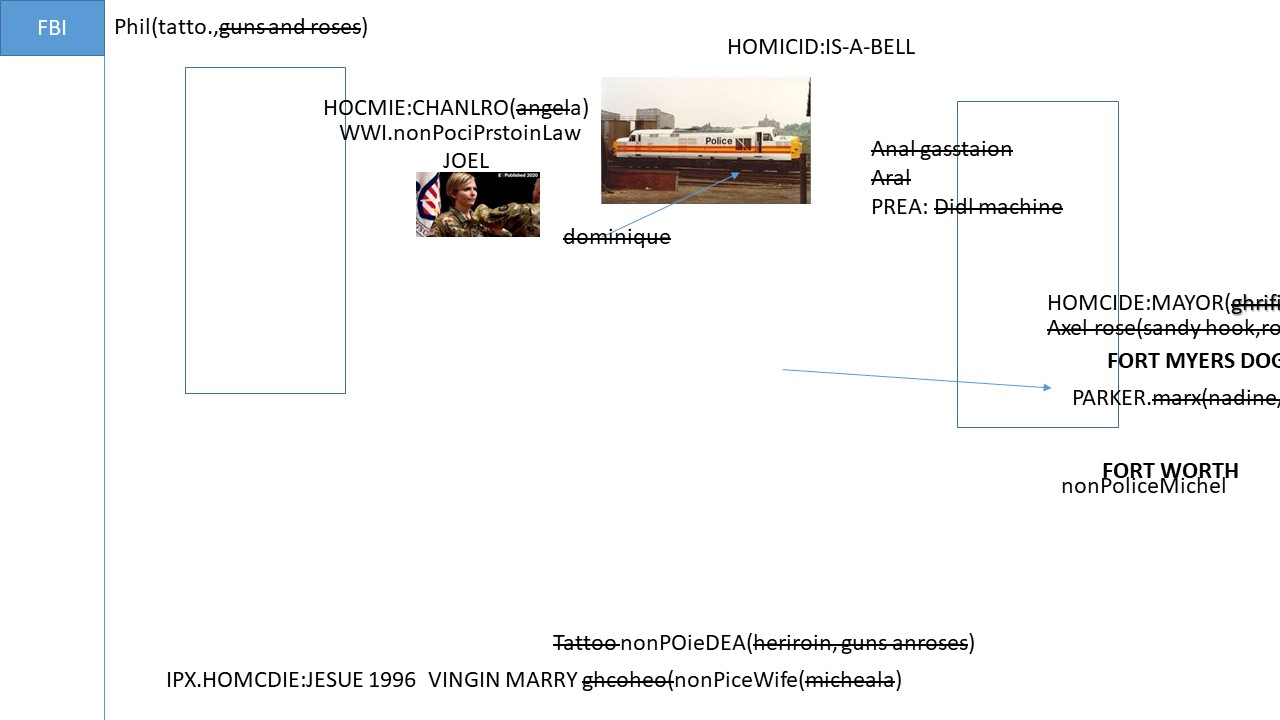 FBI
Phil(tatto.,guns and roses)
HOMICID:IS-A-BELL
HOCMIE:CHANLRO(angela)
WWI.nonPociPrstoinLaw
JOEL
Published 2020
Police
dominique
Anal gasstaion
Aral
PREA: Didl machine
HOMCIDE:MAYOR(ghrifi
Axel-rose(sandy hook,ro
FORT MYERS DOG
PARKER.marx(nadine,
FORT WORTH
nonPoliceMichel
Tattoo nonPOieDEA(heriroin, guns anroses)
IPX.HOMCDIE:JESUE 1996 VINGIN MARRY ghcoheo(nonPiceWife(micheala)